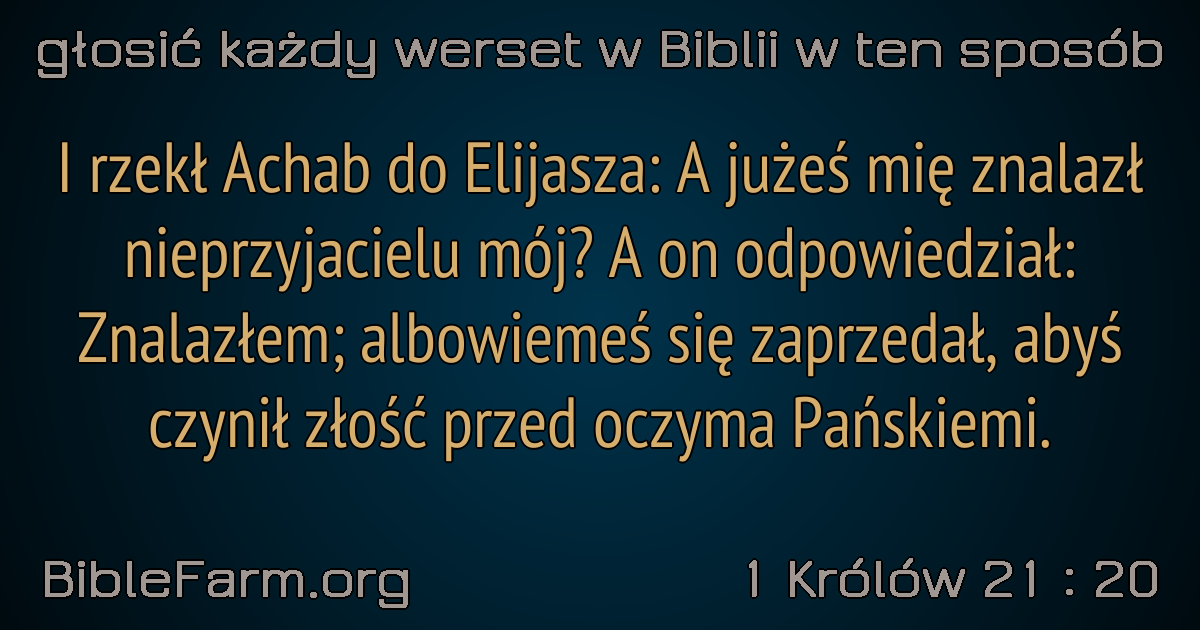 głosić każdy werset w Biblii w ten sposób
I rzekł Achab do Elijasza: A jużeś mię znalazł
nieprzyjacielu mój? A on odpowiedział:
Znalazłem; albowiemeś się zaprzedał, abyś
czynił złość przed oczyma Pańskiemi.
BibleFarm.org
1 Królów 21 : 20